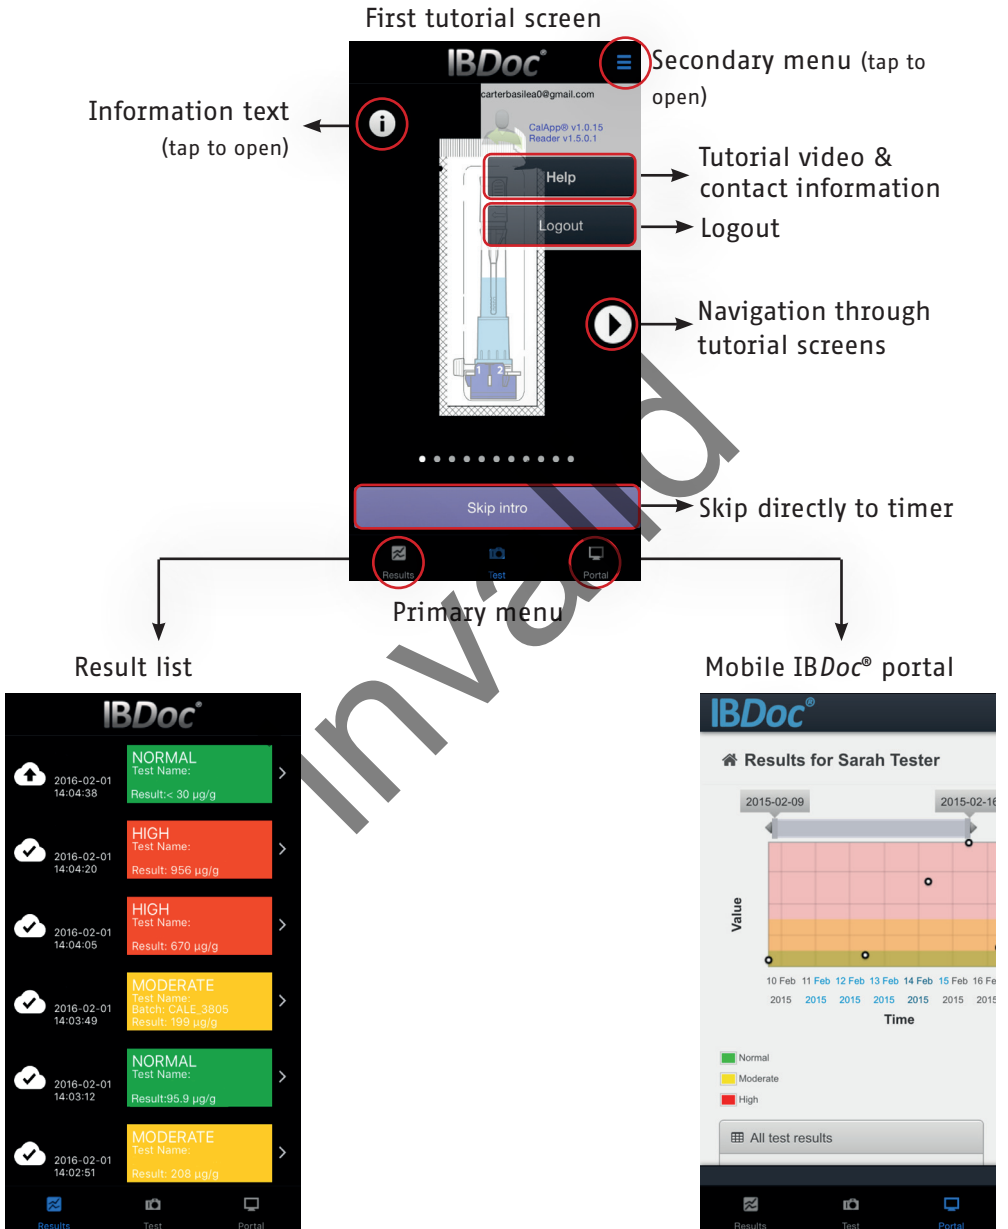 First tutorial screen
IBDoc®
Secondary menu (tap to
open)
carterbasilea0@gmail.com
Information text
(tap to open)
CalApp® v1.0.15
Reader v1.5.0.1
Help
Tutorial video &
contact information
Logout
Logout
Navigation through
tutorial screens
1 2
Skip intro
Skip directly to timer
Results
Test
Portal
Primary menu
Invalid
Result list
IBDoc®
NORMAL
Test Name:
2016-02-01
14:04:38
Result:< 30 µg/g
HIGH
Test Name:
2016-02-01
14:04:20
Result: 956 µg/g
HIGH
Test Name:
2016-02-01
14:04:05
Result: 670 µg/g
MODERATE
Test Name:
Batch: CALE_3805
2016-02-01
14:03:49
Result: 199 µg/g
NORMAL
Test Name:
2016-02-01
14:03:12
Result:95.9 µg/g
MODERATE
Test Name:
2016-02-01
14:02:51
Result: 208 µg/g
Results
Test
Portal
Mobile IBDoc® portal
IBDoc®
Results for Sarah Tester
2015-02-09
2015-02-16
Value
10 Feb 11 Feb 12 Feb 13 Feb 14 Feb 15 Feb 16 Fe
2015 2015 2015 2015 2015 2015 2015
Time
Normal
Moderate
High
All test results
Results
Test
Portal